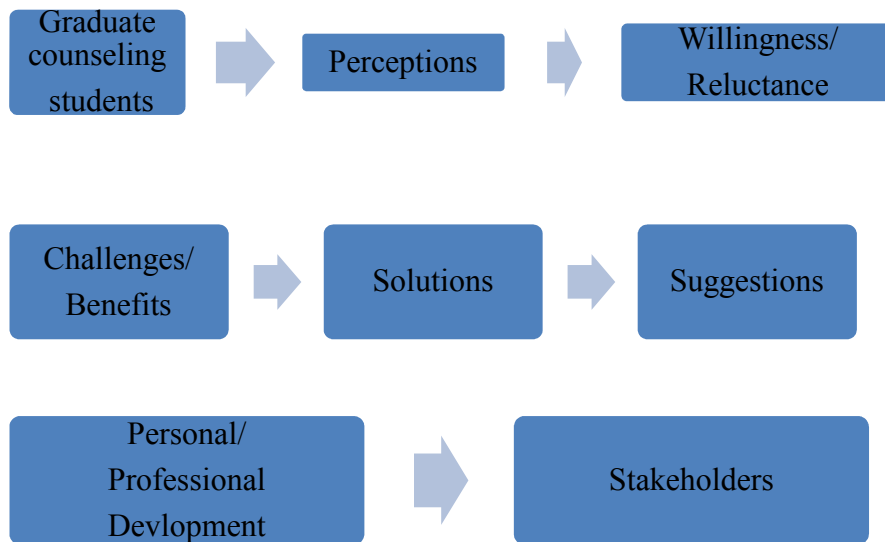 Graduate
counseling
students
Perceptions
Willingness/
Reluctance
Challenges/
Benefits
Solutions
Suggestions
Personal/
Professional
Devlopment
Stakeholders